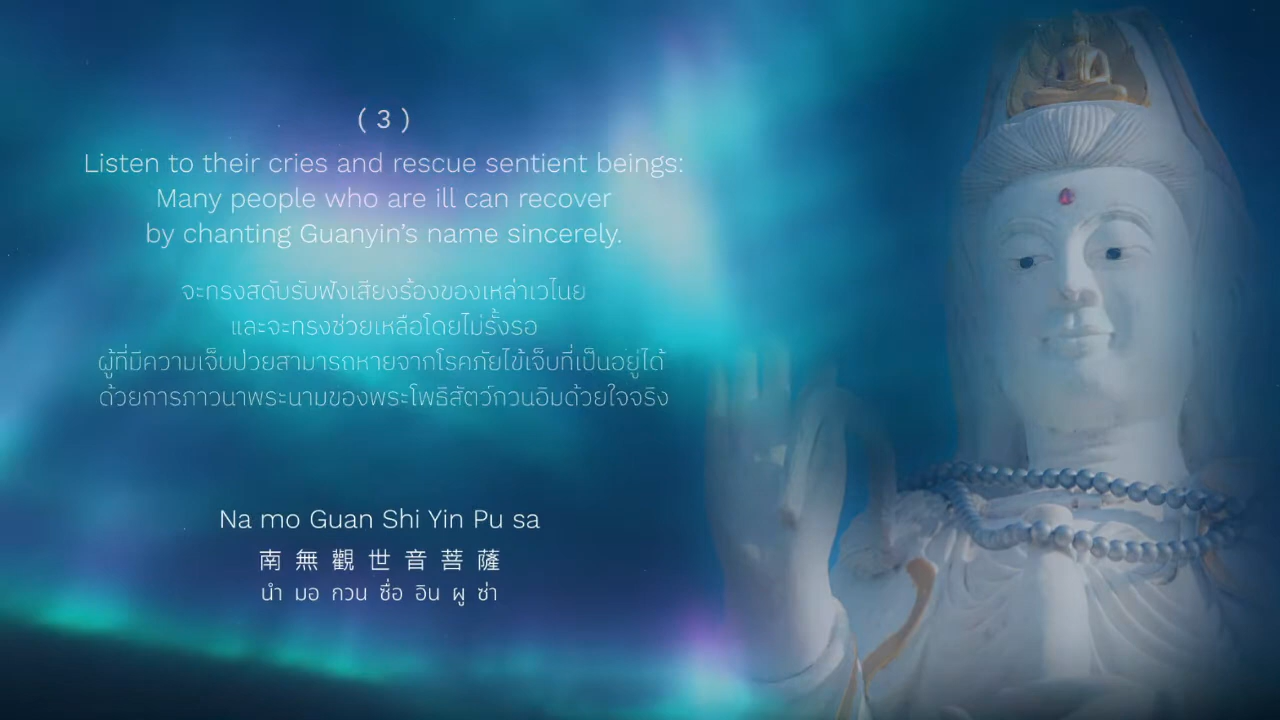 ( 3 )
Listen to their cries and rescue sentient beings:
Many people who are ill can recover
by chanting Guanyin's name sincerely.
จะทรงสดับรับฟังเสียงร้องของเหล่าเวไนย
และจะทรงช่วยเหลือโดยไม่รั้งรอ
ผู้ที่มีความเจ็บป่วยสามารถหายจากโรคภัยไข้เจ็บที่เป็นอยู่ได้
ด้วยการภาวนาพระนามของพระโพธิสัตว์กวนอิมด้วยใจจริง
Na mo Guan Shi Yin Pu sa
南 無 觀 世 音 菩 薩
นำ มอ กวน ซื่อ อิน ผู ซ่า